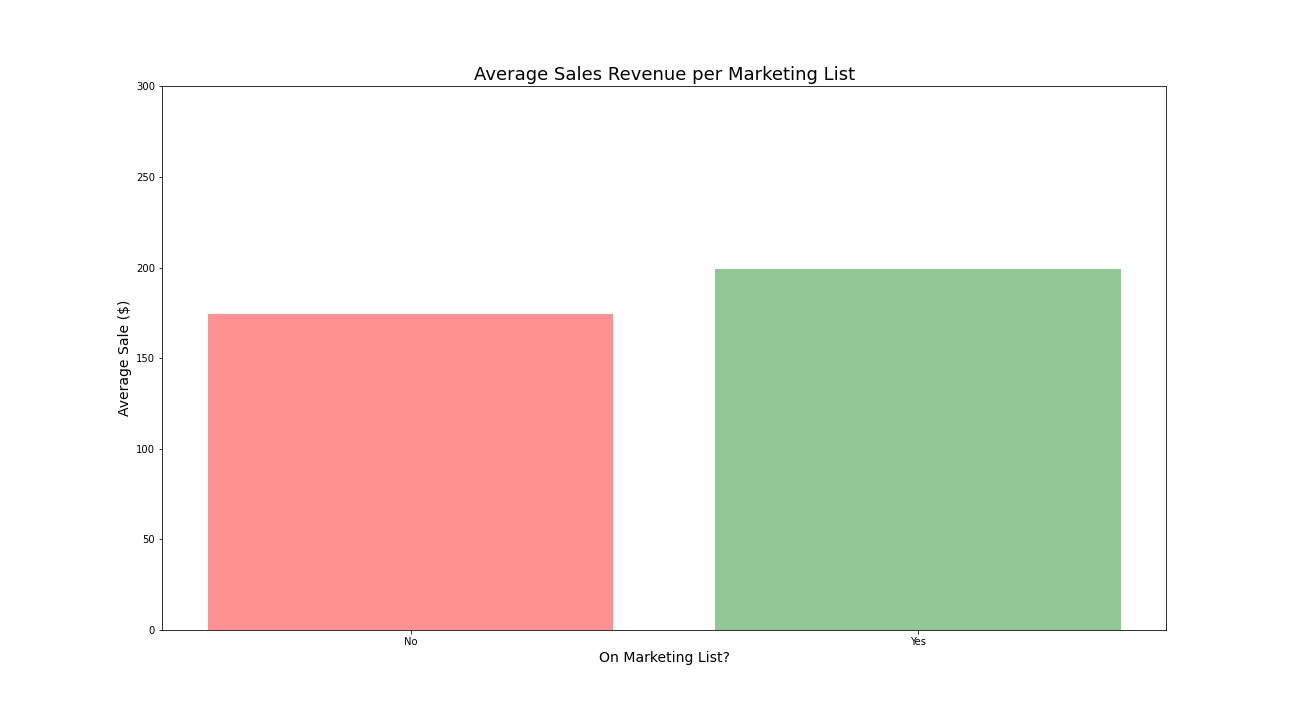 Average Sales Revenue per Marketing List
300
250
200
150
100
50
0
Average Sale ($)
No
Yes
On Marketing List?